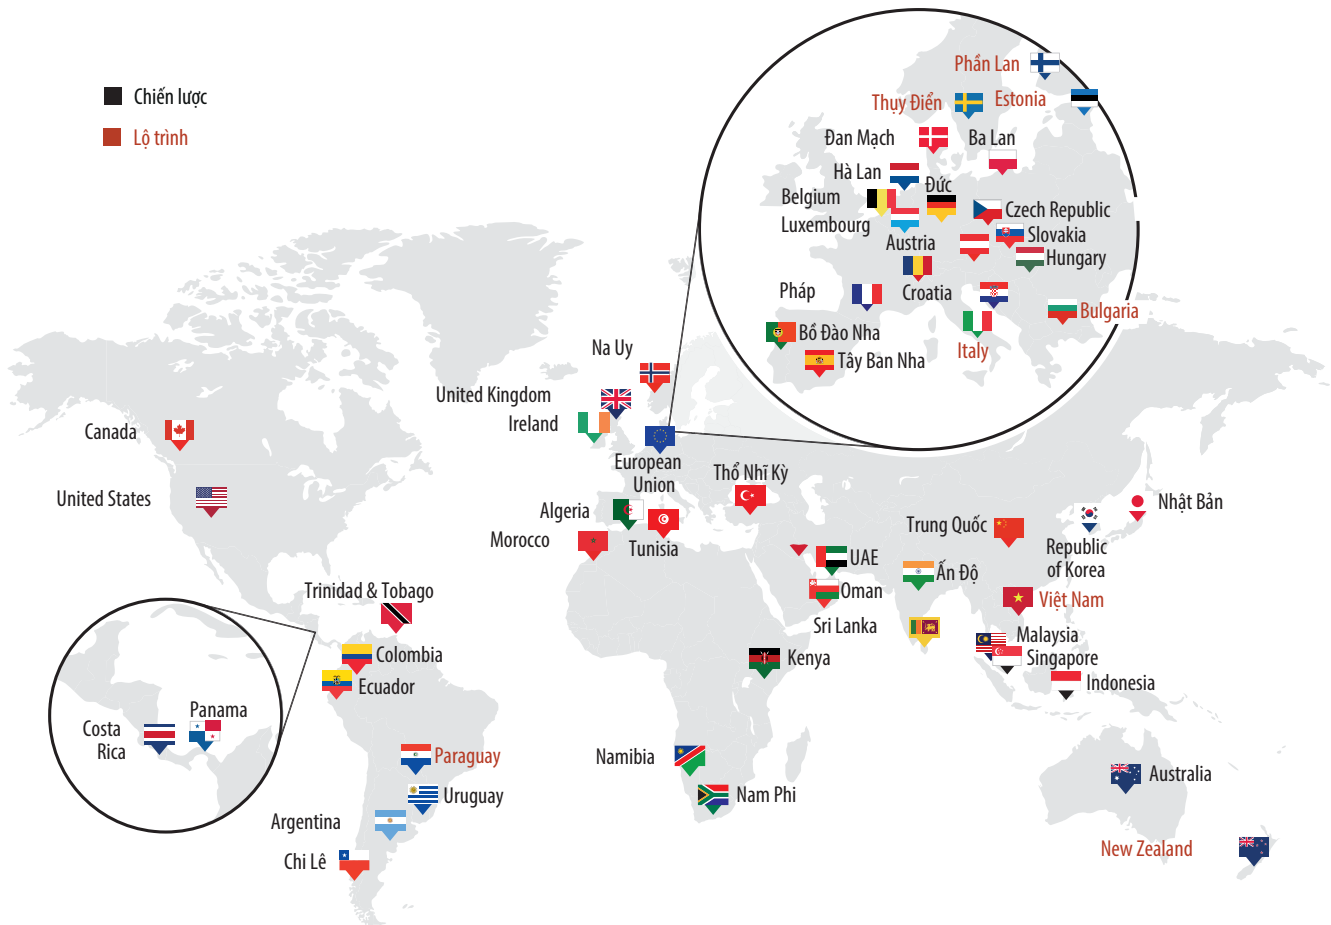 Chiến lược
Lộ trình
Phần Lan
Thụy Điển
Estonia
Đan Mạch
Ba Lan
Hà Lan
Đức
Belgium
Luxembourg
Czech Republic
Slovakia
Austria
Hungary
Pháp
Croatia
Bulgaria
Bồ Đào Nha
Italy
Tây Ban Nha
Na Uy
United Kingdom
Ireland
Canada
European
Union
Thổ Nhĩ Kỳ
United States
Algeria
Morocco
Tunisia
Trung Quốc
Nhật Bản
Republic
of Korea
UAE
Ấn Độ
Oman
Việt Nam
Sri Lanka
Malaysia
Singapore
Kenya
Indonesia
Trinidad & Tobago
Colombia
Ecuador
Panama
Costa
Rica
Paraguay
Uruguay
Argentina
Chi Lê
Namibia
Nam Phi
Australia
New Zealand